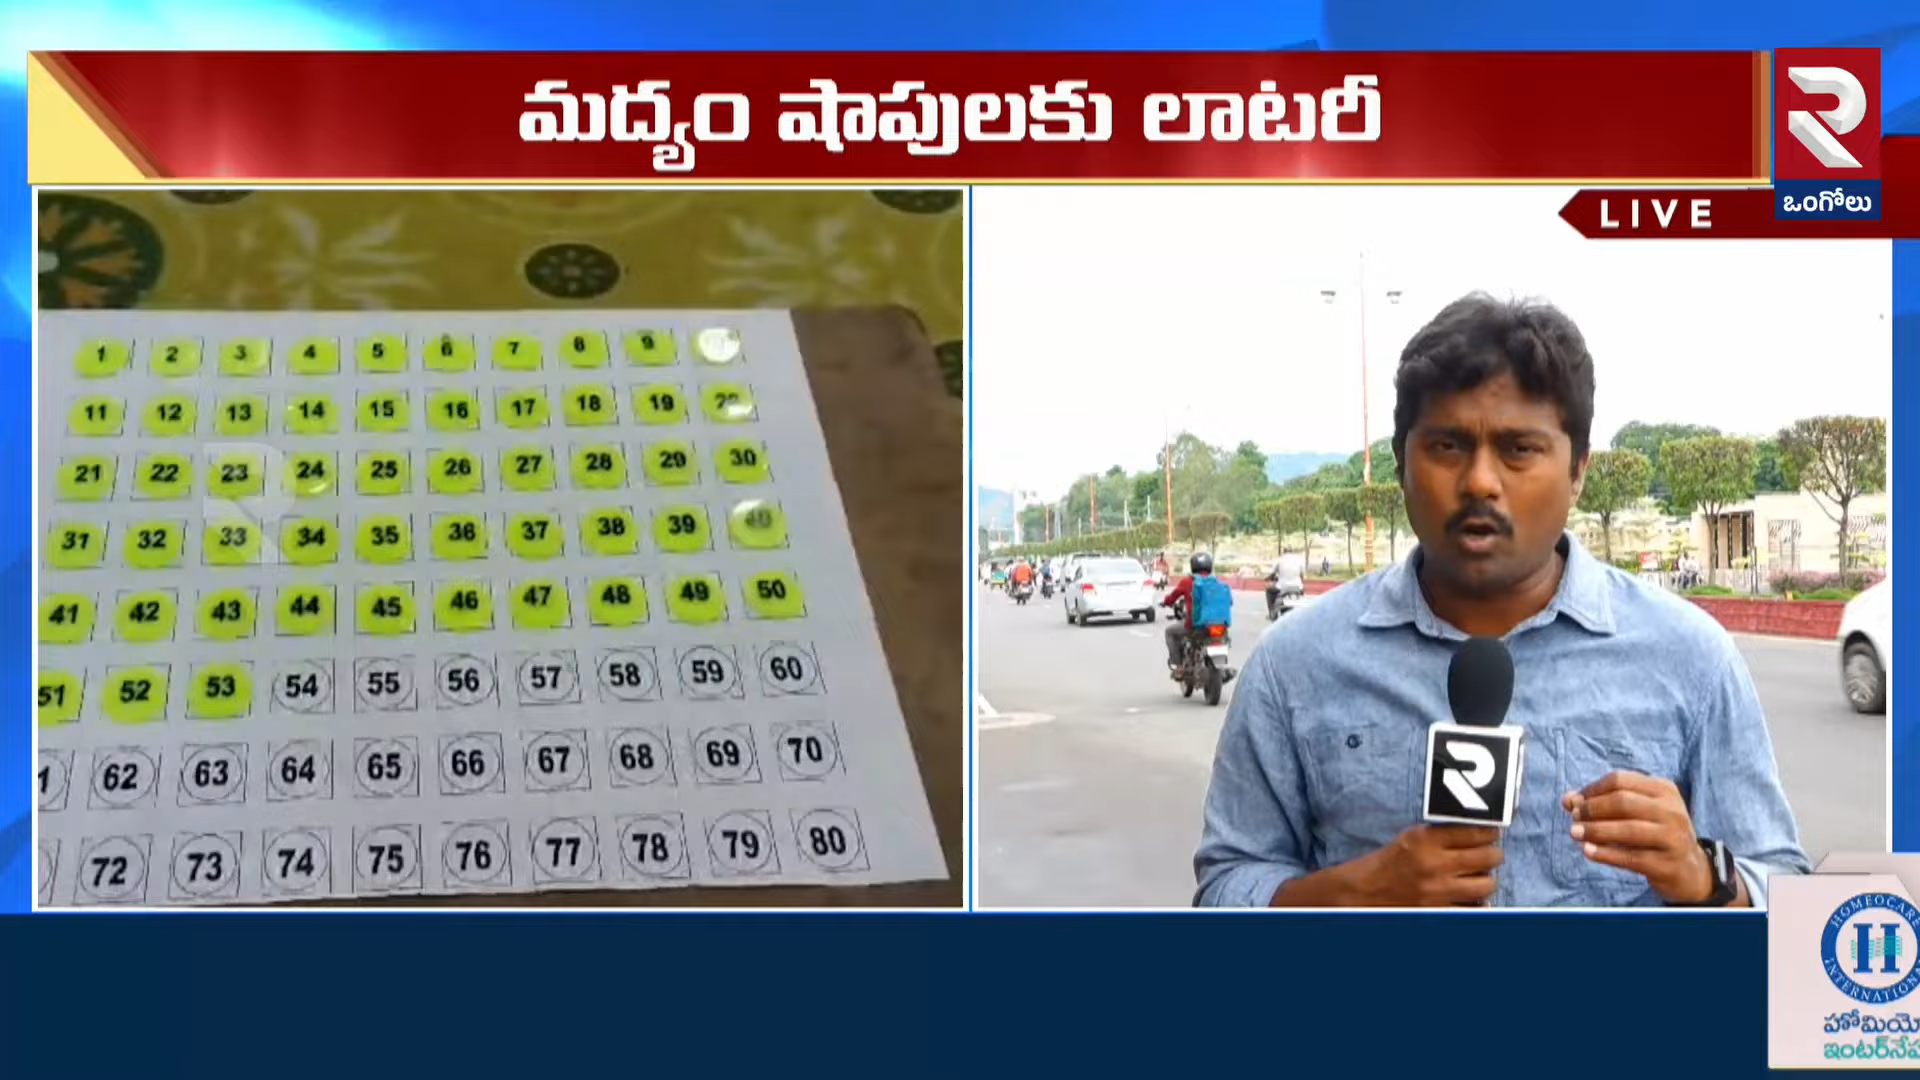 మద్యం షాపులకు లాటరీ
R
ఒంగోలు
LIVE
1 2 3 4 5 6 7 8 9
11 12 13 14 15 16 17 18 19 20
21 22 23 24 25 26 27 28 29 30
31 32 33 34 35 36 37 38 39 40
41 42 43 44 45 46 47 48 49 50
51 52 53 54 55 56 57 58 59 60
62 63 64 65 66 67 68 69 70
72 73 74 75 76 77 78 79 80
R
HOMEOCARE
H
INTERNATIONAL
హోమియో